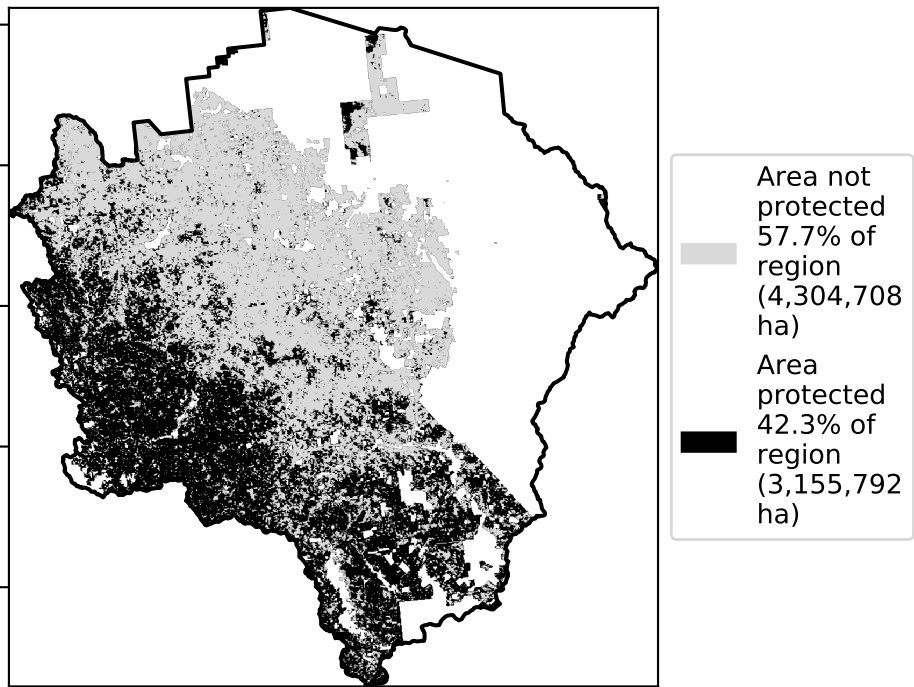 Area not
protected
57.7% of
region
(4,304,708
ha)
Area
protected
42.3% of
region
(3,155,792
ha)